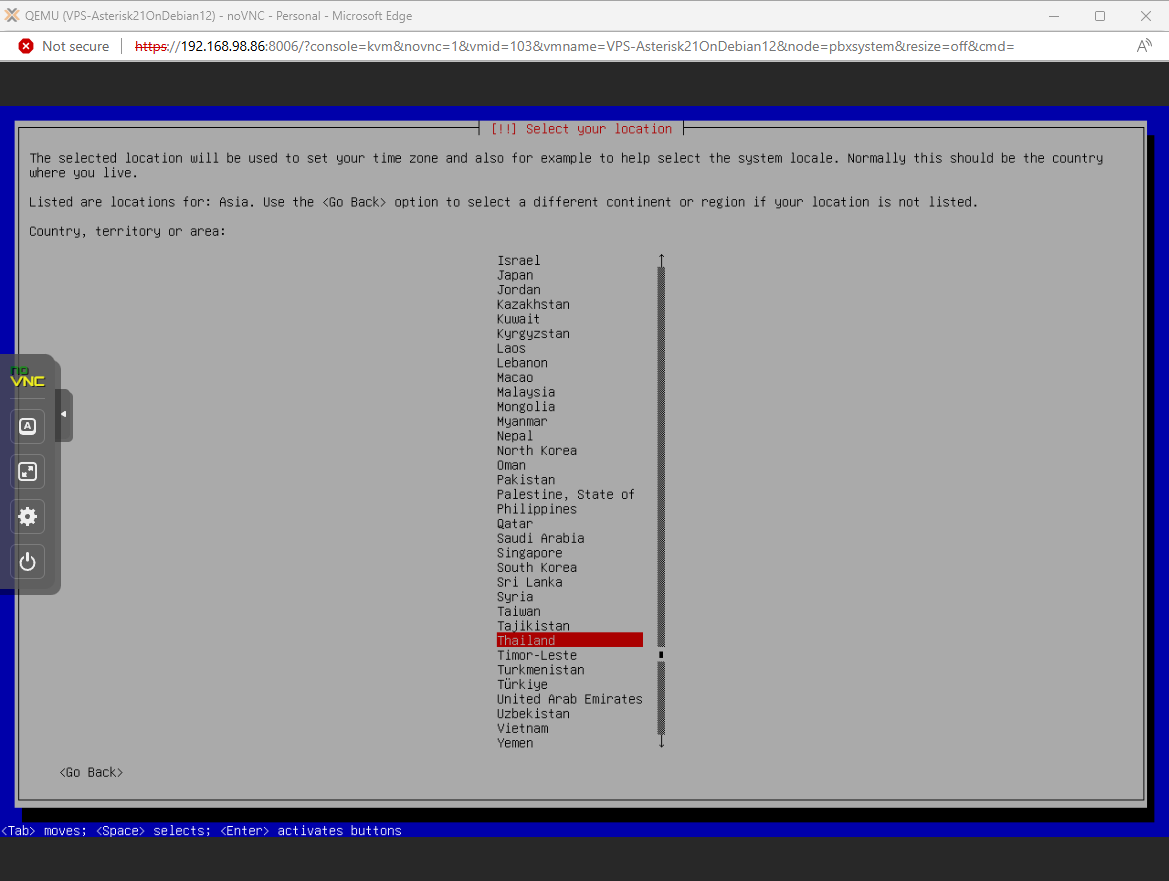 QEMU (VPS-Asterisk21OnDebian12) - noVNC - Personal - Microsoft Edge
Not secure https://192.168.98.86:8006/?console=kvm&novnc=1&vmid=103&vmname=VPS-Asterisk21OnDebian12&node=pbxsystem&resize=off&cmd= A
[!!] Select your location
The selected location will be used to set your time zone and also for example to help select the system locale. Normally this should be the country
where you live.
Listed are locations for: Asia. Use the <Go Back> option to select a different continent or region if your location is not listed.
Country, territory or area:
Israel
Japan
Jordan
Kazakhstan
Kuwait
Kyrgyzstan
Laos
Lebanon
Macao
Malaysia
Mongolia
Myanmar
Nepal
North Korea
Oman
Pakistan
Palestine, State of
Philippines
Qatar
Saudi Arabia
Singapore
South Korea
Sri Lanka
Syria
Taiwan
Tajikistan
Thailand
Timor-Leste
Turkmenistan
Türkiye
United Arab Emirates
Uzbekistan
Vietnam
Yemen
no
VNC
A
<Go Back>
<Tab> moves; <Space> selects; <Enter> activates buttons